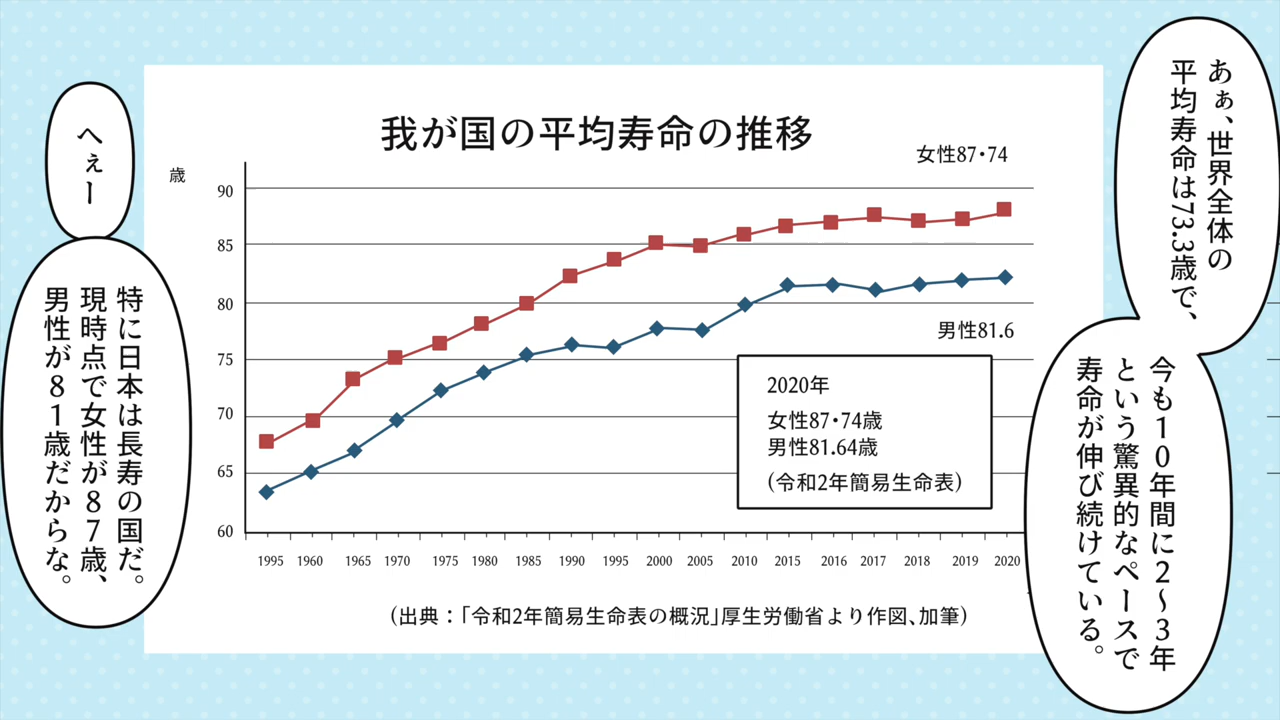 あぁ、世界全体の
平均寿命は73.3歳で、
今も10年間に2〜3年
という驚異的なペースで
寿命が伸び続けている。
へぇー
特に日本は長寿の国だ。
現時点で女性が87歳、
男性が81歳だからな。
我が国の平均寿命の推移
女性87・74
歳
90
85
80
75
70
65
60
男性81.6
2020年
女性87・74歳
男性81.64歳
(令和2年簡易生命表)
1995 1960 1965 1970 1975 1980 1985 1990 1995 2000 2005 2010 2015 2016 2017 2018 2019 2020
(出典：「令和2年簡易生命表の概況」厚生労働省より作図、加筆)